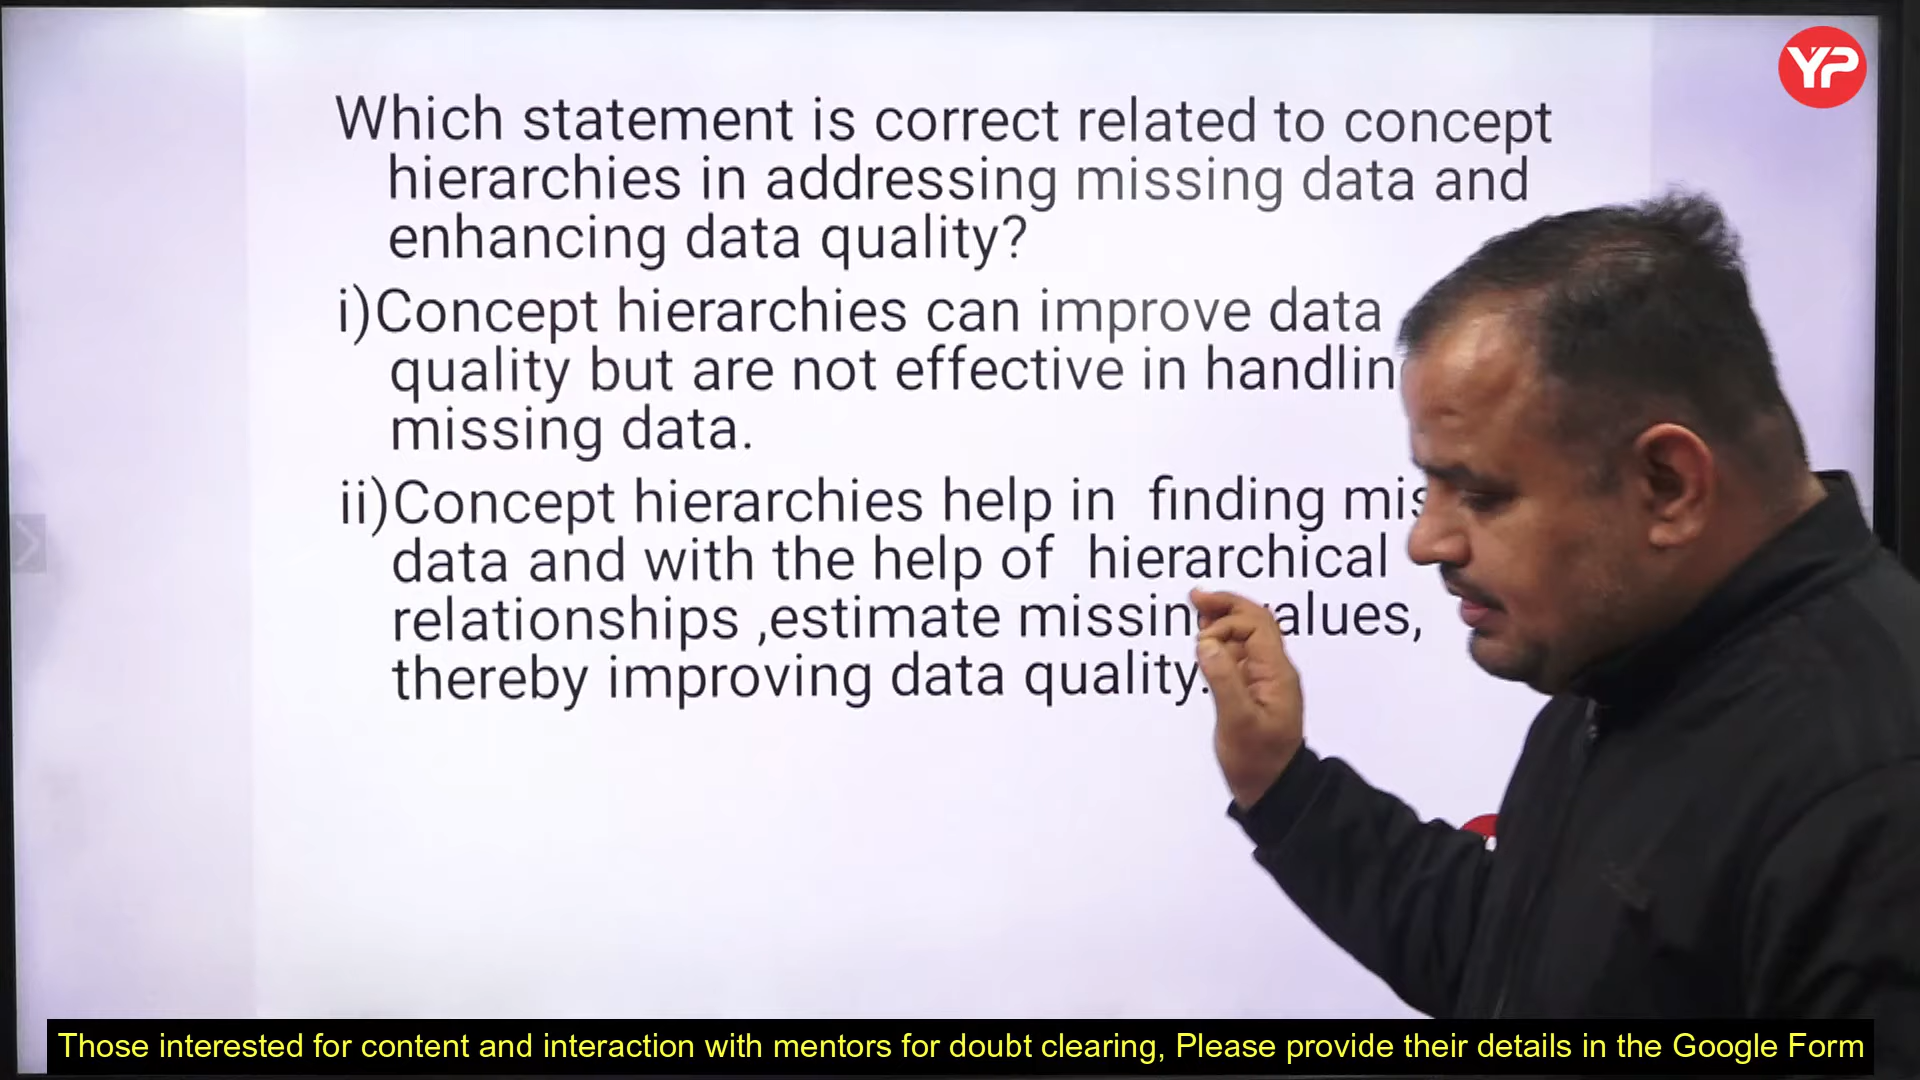 YP
Which statement is correct related to concept
hierarchies in addressing missing data and
enhancing data quality?
i)Concept hierarchies can improve data
quality but are not effective in
missing data.
ii)Concept hierarchies help in finding
data and with the help of hierarchical
relationships ,estimate
thereby improving data quality.
Those interested for content and interaction with mentors for doubt clearing, Please provide their details in the Google Form